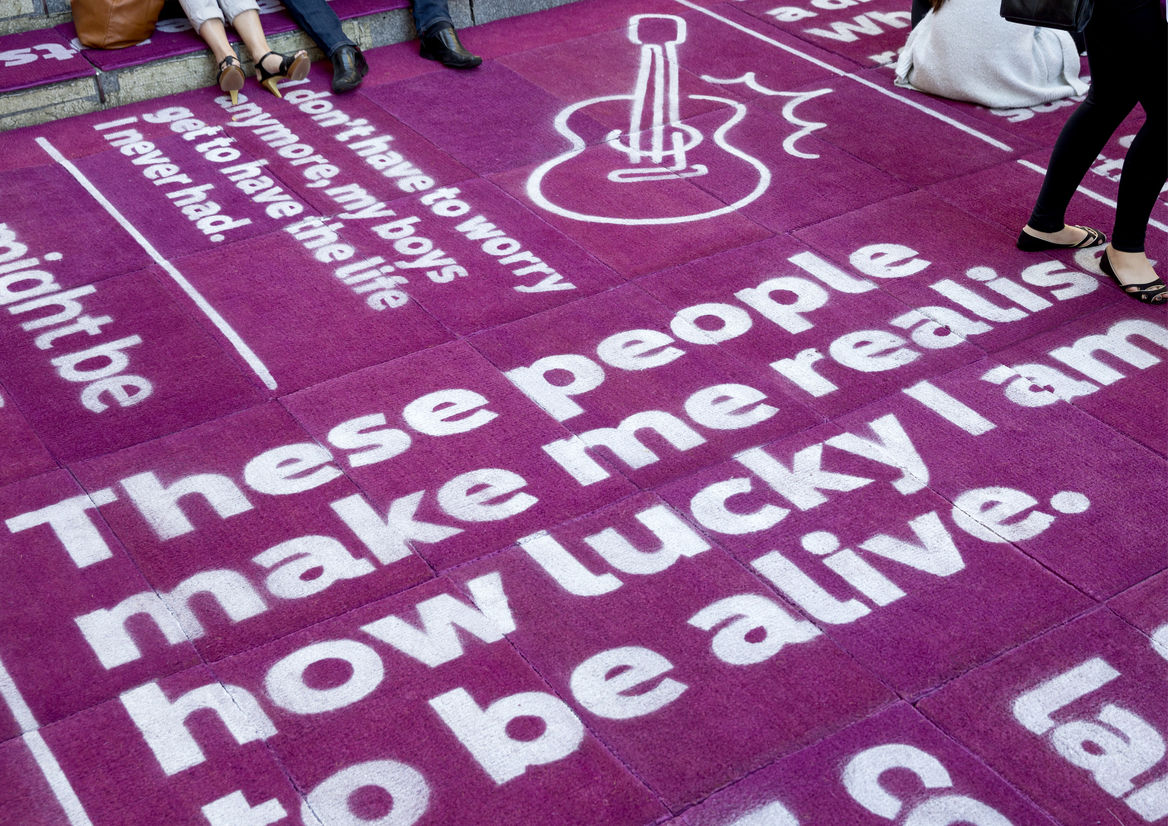 I don't have to worry
anymore, my boys
get to have the life
I never had.
might be
These people
make me realise
how lucky I am
to be alive.